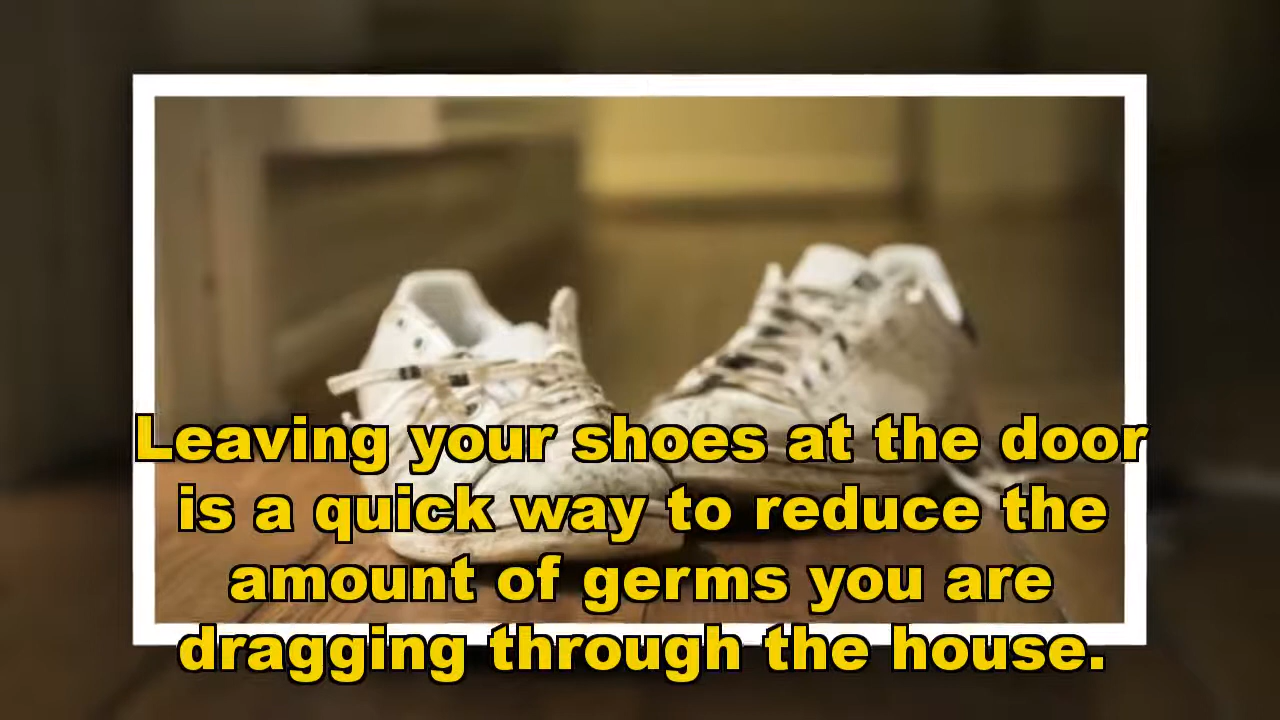 Leaving your shoes at the door
is a quick way to reduce the
amount of germs you are
dragging through the house.